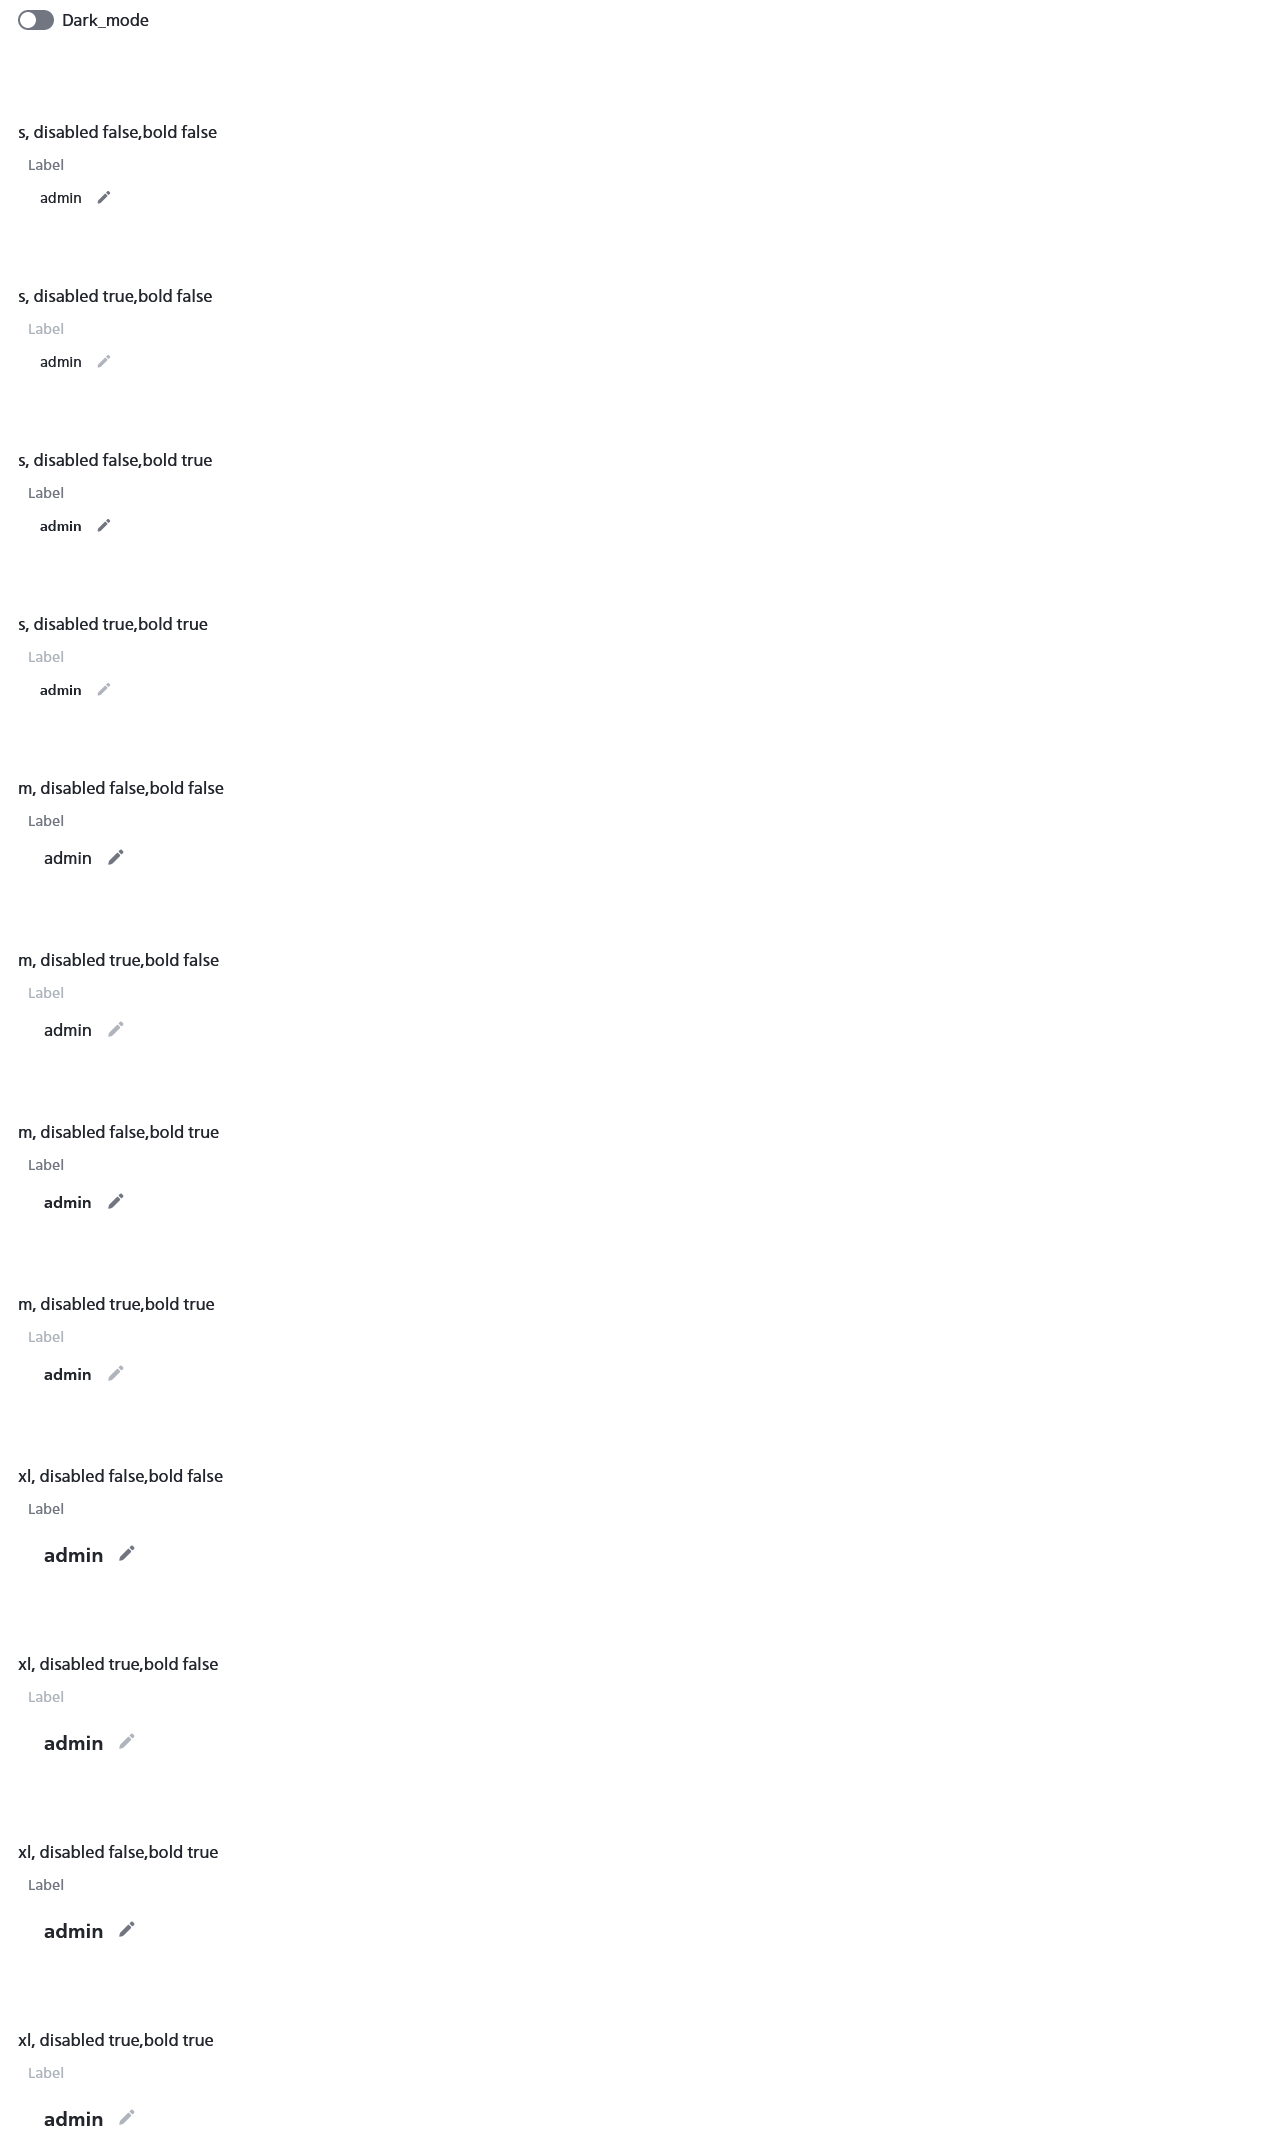 Dark_mode
s, disabled false,bold false
Label
admin
s, disabled true,bold false
Label
admin
s, disabled false,bold true
Label
admin
s, disabled true,bold true
Label
admin
m, disabled false,bold false
Label
admin
m, disabled true,bold false
Label
admin
m, disabled false,bold true
Label
admin
m, disabled true,bold true
Label
admin
xl, disabled false,bold false
Label
admin
xl, disabled true,bold false
Label
admin
xl, disabled false,bold true
Label
admin
xl, disabled true,bold true
Label
admin